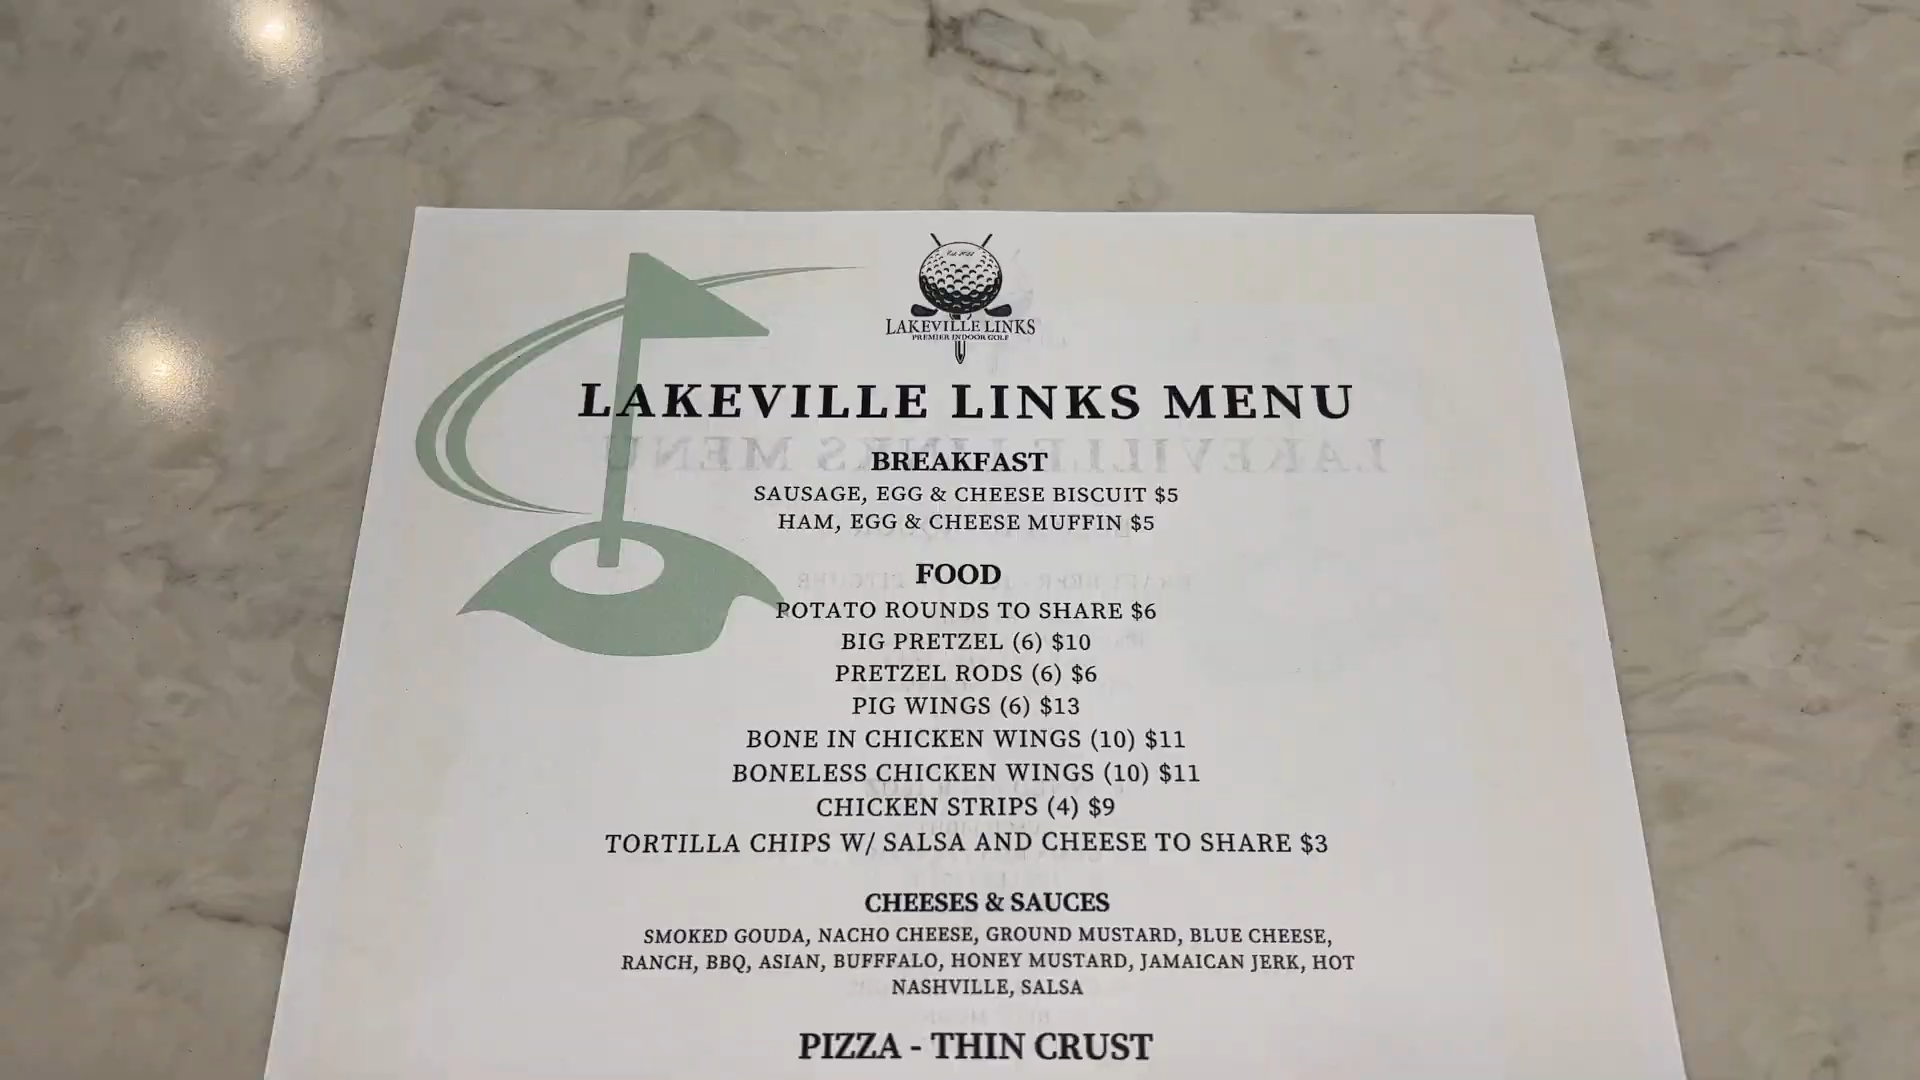 LAKEVILLE LINKS
PREMIER INDOOR GOLF
LAKEVILLE LINKS MENU
BREAKFAST
SAUSAGE, EGG & CHEESE BISCUIT $5
HAM, EGG & CHEESE MUFFIN $5
FOOD
POTATO ROUNDS TO SHARE $6
BIG PRETZEL (6) $10
PRETZEL RODS (6) $6
PIG WINGS (6) $13
BONE IN CHICKEN WINGS (10) $11
BONELESS CHICKEN WINGS (10) $11
CHICKEN STRIPS (4) $9
TORTILLA CHIPS W/ SALSA AND CHEESE TO SHARE $3
CHEESES & SAUCES
SMOKED GOUDA, NACHO CHEESE, GROUND MUSTARD, BLUE CHEESE,
RANCH, BBQ, ASIAN, BUFFFALO, HONEY MUSTARD, JAMAICAN JERK, HOT
NASHVILLE, SALSA
PIZZA - THIN CRUST